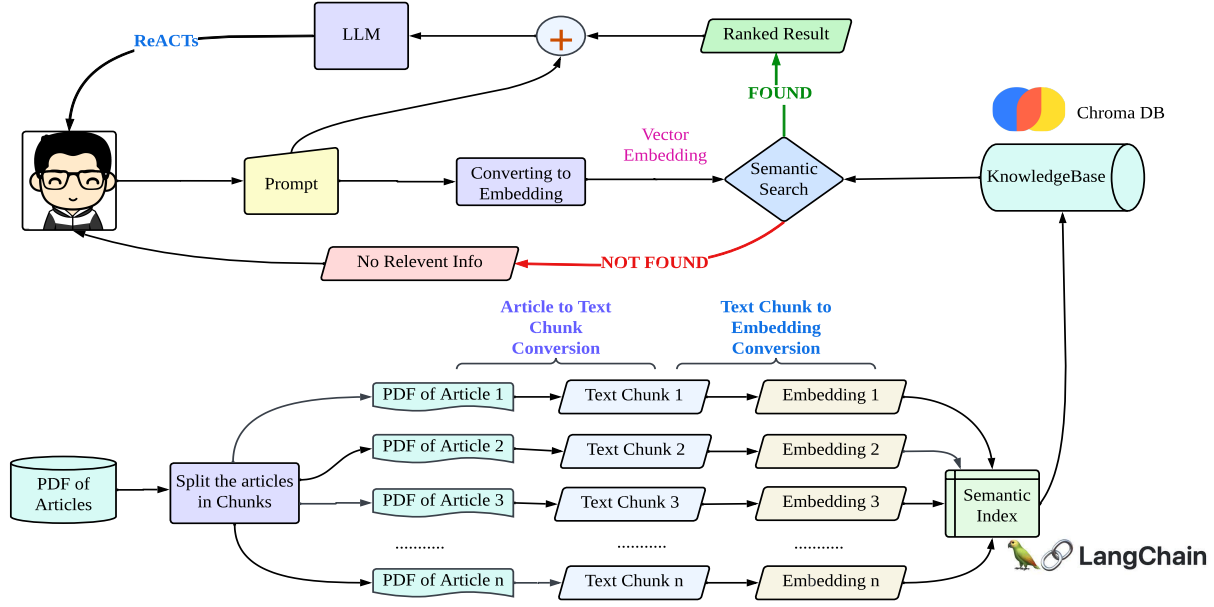 ReACTs
LLM
+
Ranked Result
FOUND
Chroma DB
Vector
Embedding
Prompt
Converting to
Embedding
Semantic
Search
KnowledgeBase
No Relevent Info
NOT FOUND
Article to Text
Chunk
Conversion
Text Chunk to
Embedding
Conversion
PDF of Article 1
Text Chunk 1
Embedding 1
PDF of Article 2
Text Chunk 2
Embedding 2
PDF of
Articles
Split the articles
in Chunks
PDF of Article 3
Text Chunk 3
Embedding 3
Semantic
Index
...........
...........
...........
LangChain
PDF of Article n
Text Chunk n
Embedding n